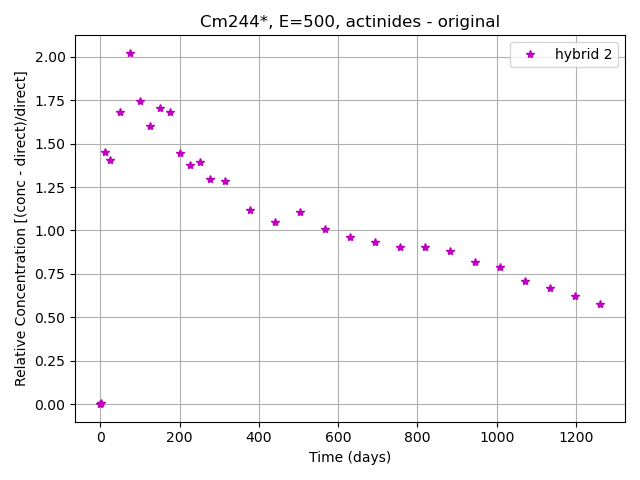 Cm244*, E=500, actinides - original
hybrid 2
Relative Concentration [(conc - direct)/direct]
2.00
1.75
1.50
1.25
1.00
0.75
0.50
0.25
0.00
0 200 400 600 800 1000 1200
Time (days)